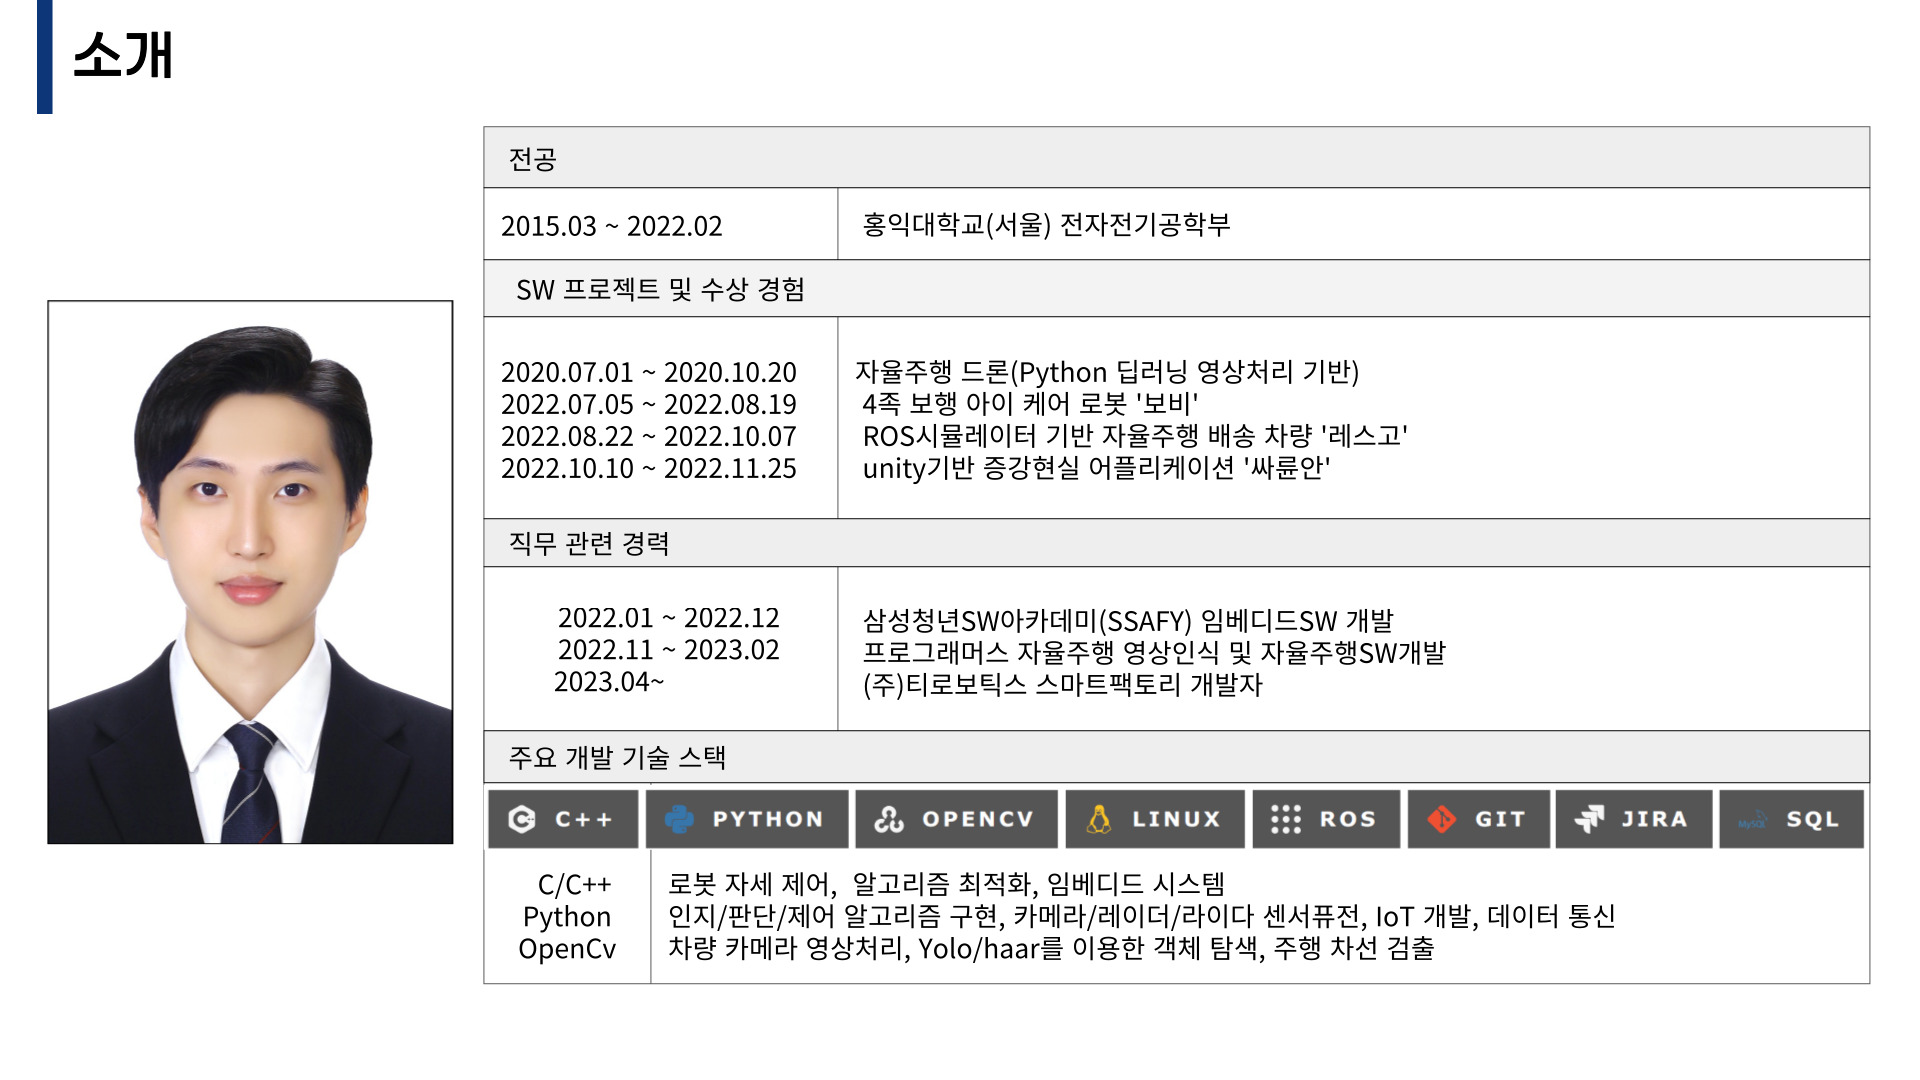 소개
전공
2015.03 ~ 2022.02 홍익대학교(서울) 전자전기공학부
SW 프로젝트 및 수상 경험
2020.07.01 ~ 2020.10.20 자율주행 드론(Python 딥러닝 영상처리 기반)
2022.07.05 ~ 2022.08.19 4족 보행 아이 케어 로봇 '보비'
2022.08.22 ~ 2022.10.07 ROS시뮬레이터 기반 자율주행 배송 차량 '레스고'
2022.10.10 ~ 2022.11.25 unity기반 증강현실 어플리케이션 '싸륜안'
직무 관련 경력
2022.01 ~ 2022.12 삼성청년SW아카데미(SSAFY) 임베디드SW 개발
2022.11 ~ 2023.02 프로그래머스 자율주행 영상인식 및 자율주행SW개발
2023.04~ (주)티로보틱스 스마트팩토리 개발자
주요 개발 기술 스택
C++ PYTHON OPENCV LINUX ROS GIT JIRA MySQL SQL
C/C++ 로봇 자세 제어, 알고리즘 최적화, 임베디드 시스템
Python 인지/판단/제어 알고리즘 구현, 카메라/레이더/라이다 센서퓨전, IoT 개발, 데이터 통신
OpenCv 차량 카메라 영상처리, Yolo/haar를 이용한 객체 탐색, 주행 차선 검출